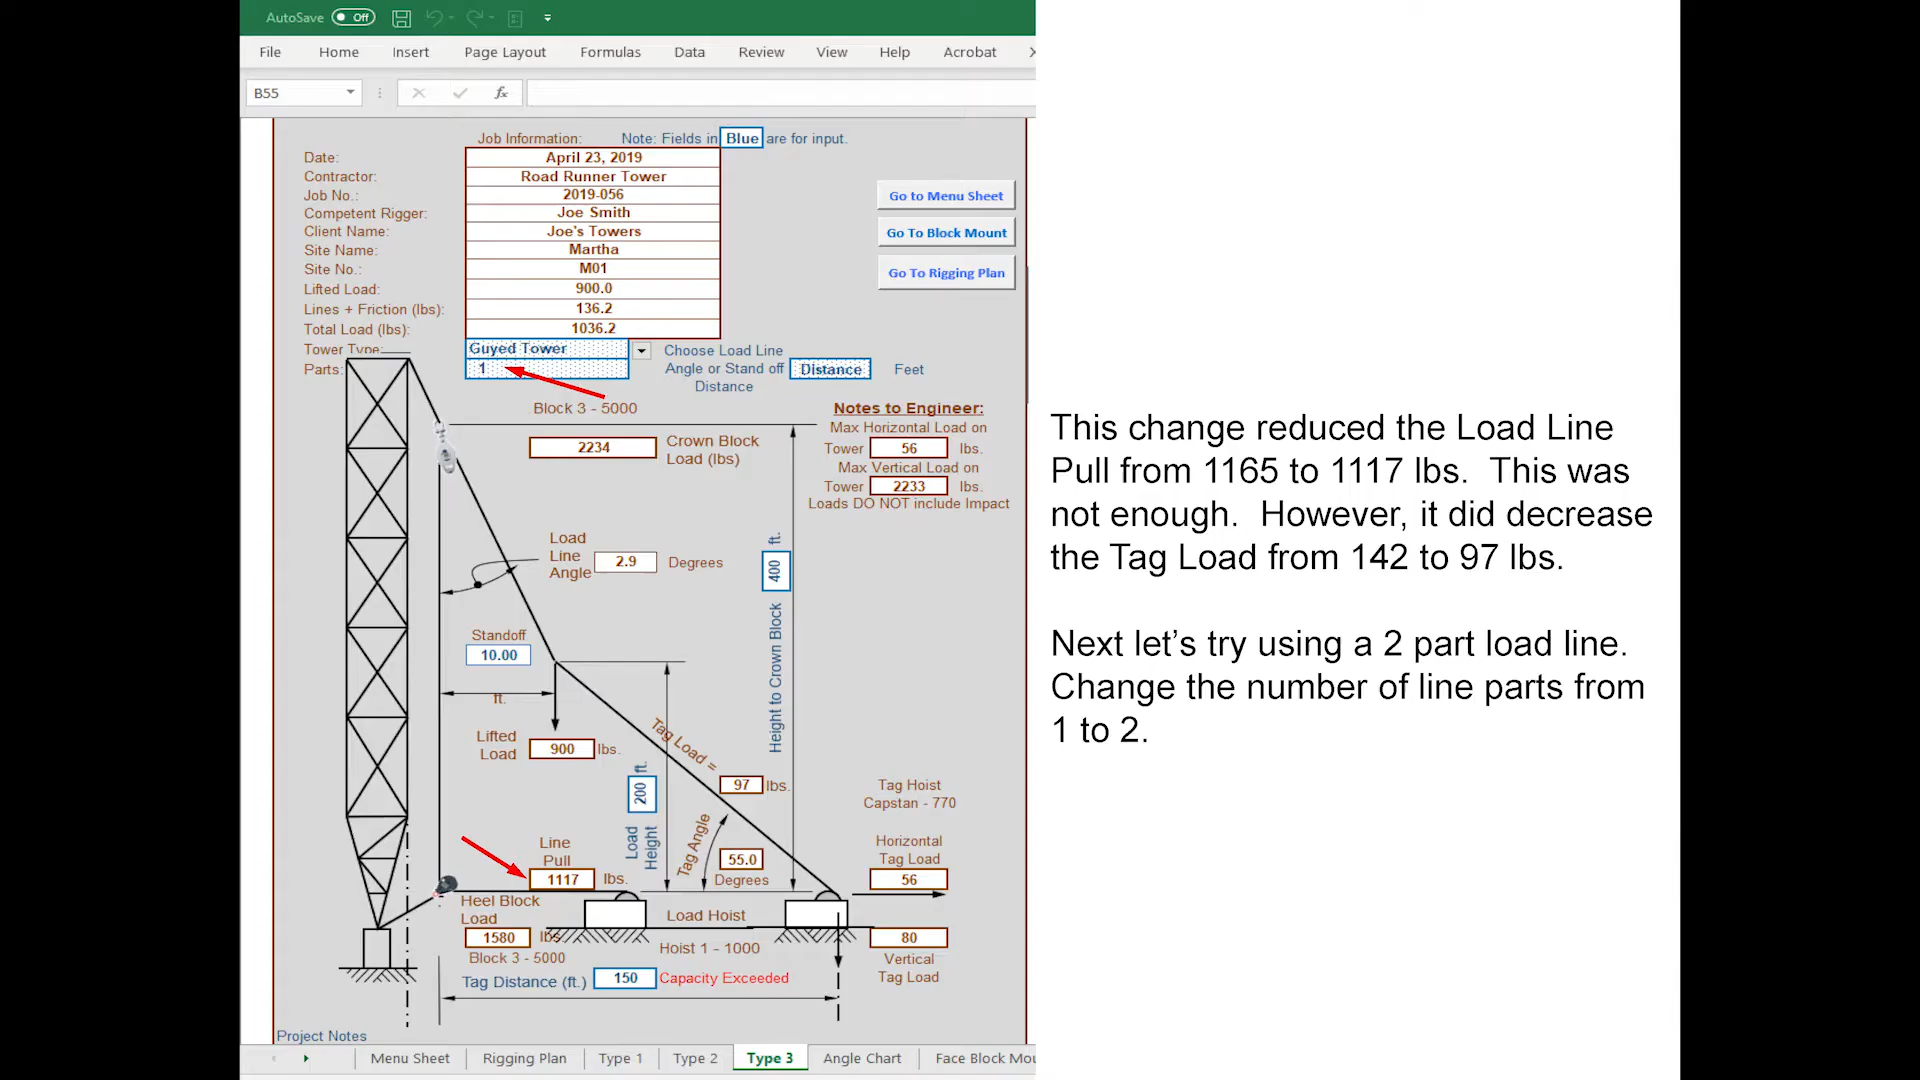 AutoSave Off
File Home Insert Page Layout Formulas Data Review View Help Acrobat
B55 fx
Job Information: Note: Fields in Blue are for input.
Date: April 23, 2019
Contractor: Road Runner Tower
Job No.: 2019-056
Competent Rigger: Joe Smith
Client Name: Joe's Towers
Site Name: Martha
Site No.: M01
Lifted Load: 900.0
Lines + Friction (lbs): 136.2
Total Load (lbs): 1036.2
Tower Type: Guyed Tower
Parts: 1
Go to Menu Sheet
Go To Block Mount
Go To Rigging Plan
Choose Load Line
Angle or Stand off Distance Feet
Distance
Block 3 - 5000
2234 Crown Block
Load (lbs)
Notes to Engineer:
Max Horizontal Load on
Tower 56 lbs.
Max Vertical Load on
Tower 2233 lbs.
Loads DO NOT include Impact
Load
Line
Angle 2.9 Degrees
Height to Crown Block 400 ft.
Standoff
10.00
ft.
Lifted
Load 900 lbs.
Tag Load = 97 lbs.
Load
Height 200 ft.
Tag Angle 55.0
Degrees
Tag Hoist
Capstan - 770
Horizontal
Tag Load
56
Line
Pull
1117 lbs.
Heel Block
Load
1580 lbs
Block 3 - 5000
Load Hoist
Hoist 1 - 1000
80
Vertical
Tag Load
Tag Distance (ft.) 150 Capacity Exceeded
Project Notes
Menu Sheet Rigging Plan Type 1 Type 2 Type 3 Angle Chart Face Block Mou
This change reduced the Load Line
Pull from 1165 to 1117 lbs. This was
not enough. However, it did decrease
the Tag Load from 142 to 97 lbs.
Next let's try using a 2 part load line.
Change the number of line parts from
1 to 2.